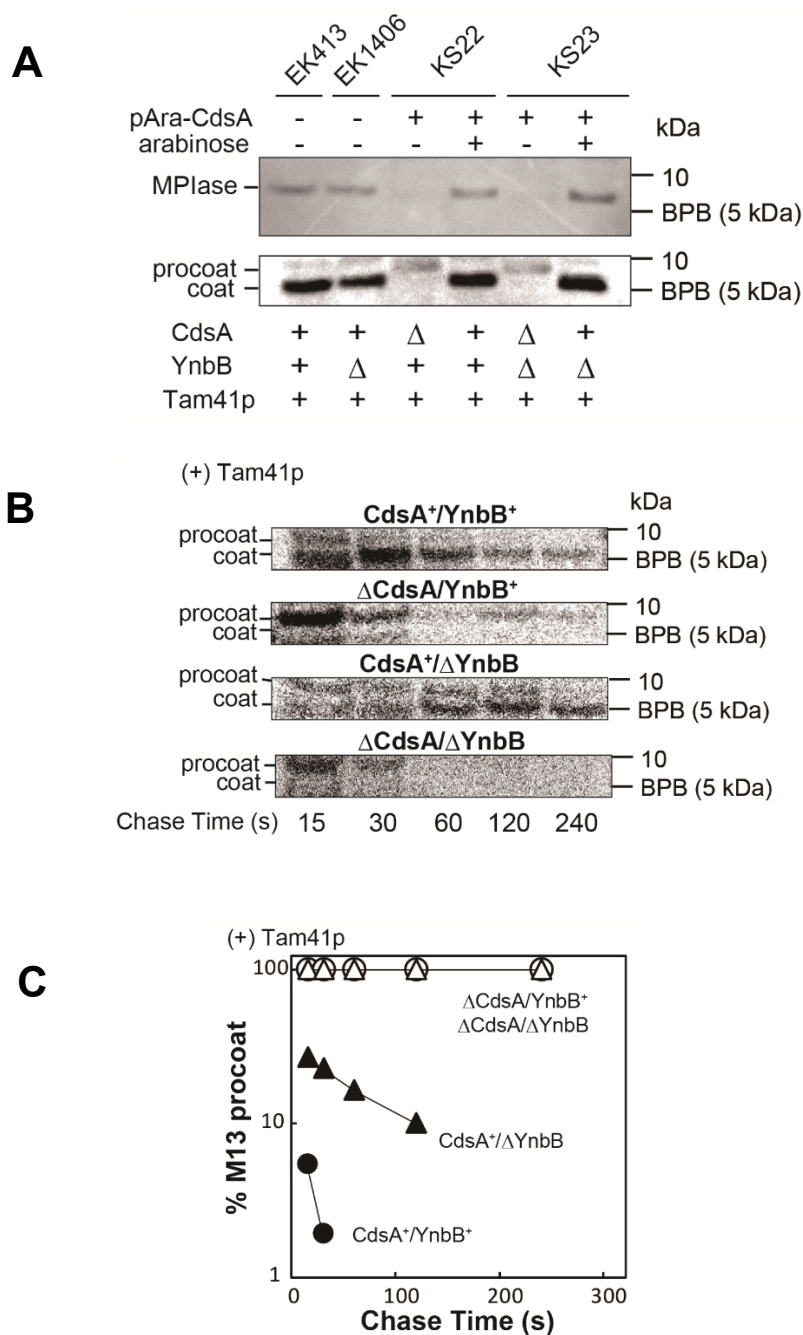 A
EK413 EK1406 KS22 KS23
pAra-CdsA - - + + + +
arabinose - - - + - +
kDa
MPIase
10
BPB (5 kDa)
procoat
coat
10
BPB (5 kDa)
CdsA + + Δ + Δ +
YnbB + Δ + + Δ Δ
Tam41p + + + + + +
B
(+) Tam41p
kDa
CdsA⁺/YnbB⁺
procoat
coat
10
BPB (5 kDa)
ΔCdsA/YnbB⁺
procoat
coat
10
BPB (5 kDa)
CdsA⁺/ΔYnbB
procoat
coat
10
BPB (5 kDa)
ΔCdsA/ΔYnbB
procoat
coat
10
BPB (5 kDa)
Chase Time (s) 15 30 60 120 240
C
(+) Tam41p
% M13 procoat
100
10
1
ΔCdsA/YnbB⁺
ΔCdsA/ΔYnbB
CdsA⁺/ΔYnbB
CdsA⁺/YnbB⁺
0 100 200 300
Chase Time (s)